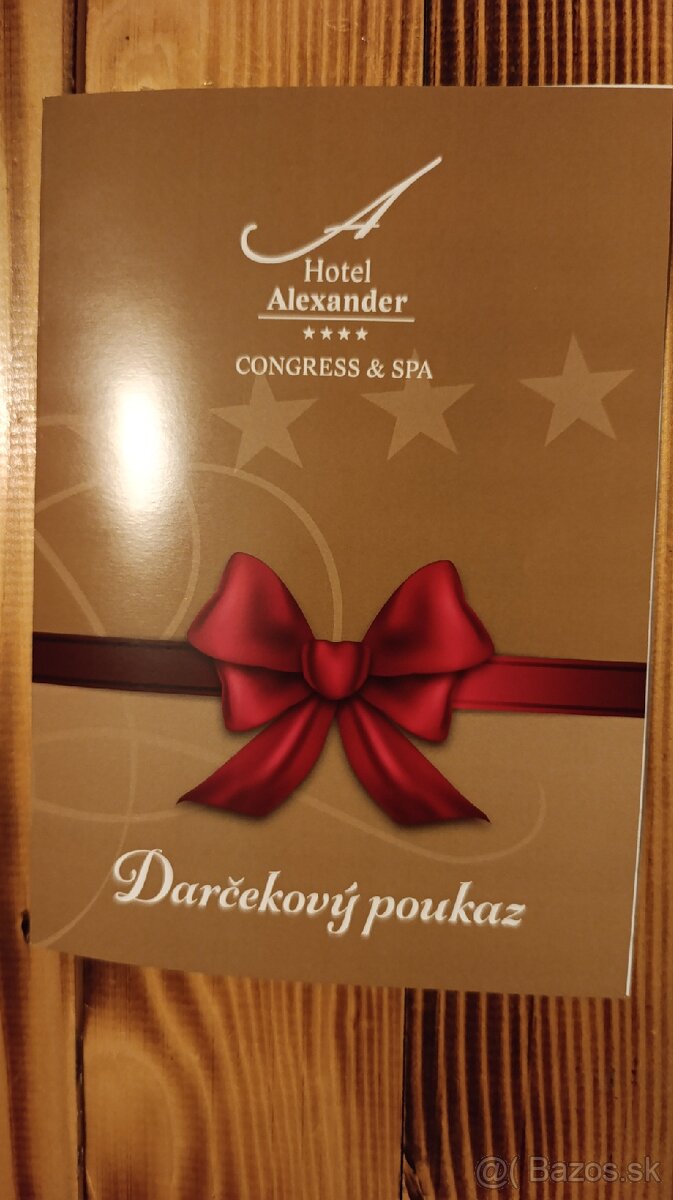 Hotel
Alexander
CONGRESS & SPA
Darčekový poukaz
@( Bazos.sk